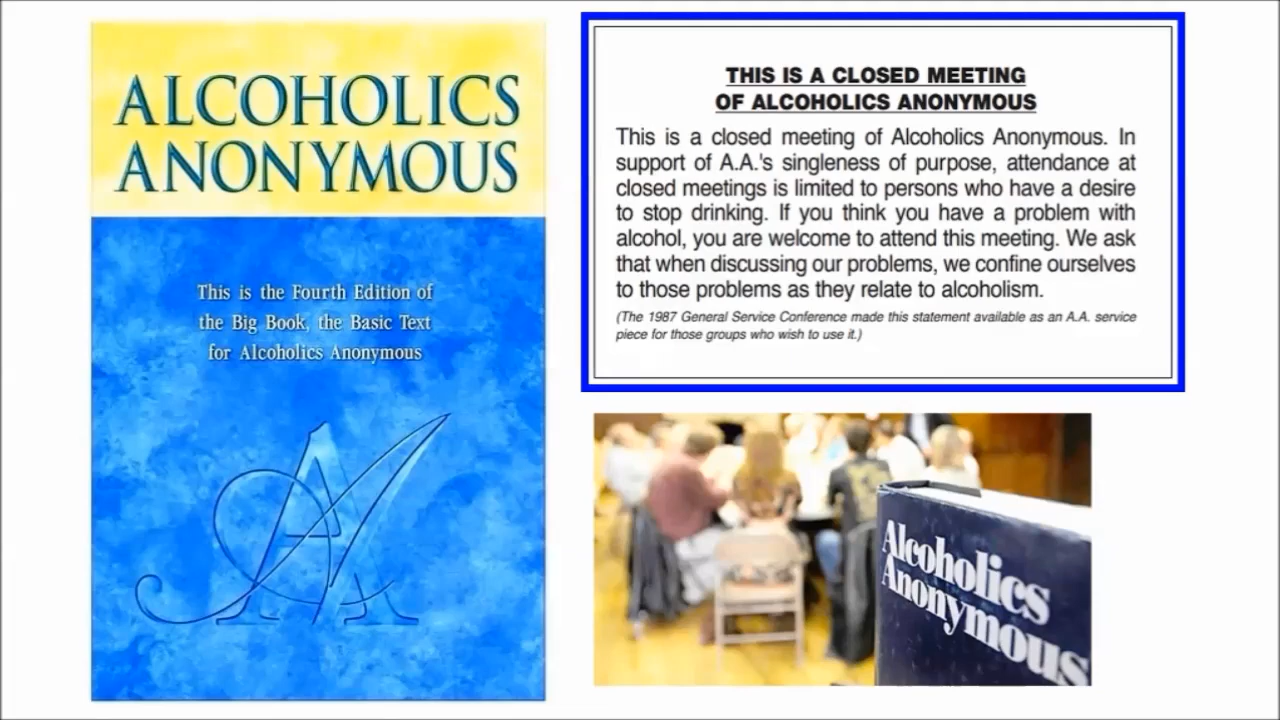 ALCOHOLICS
ANONYMOUS
This is the Fourth Edition of
the Big Book, the Basic Text
for Alcoholics Anonymous
AA
THIS IS A CLOSED MEETING
OF ALCOHOLICS ANONYMOUS
This is a closed meeting of Alcoholics Anonymous. In
support of A.A.'s singleness of purpose, attendance at
closed meetings is limited to persons who have a desire
to stop drinking. If you think you have a problem with
alcohol, you are welcome to attend this meeting. We ask
that when discussing our problems, we confine ourselves
to those problems as they relate to alcoholism.
(The 1987 General Service Conference made this statement available as an A.A. service
piece for those groups who wish to use it.)
Alcoholics
Anonymous